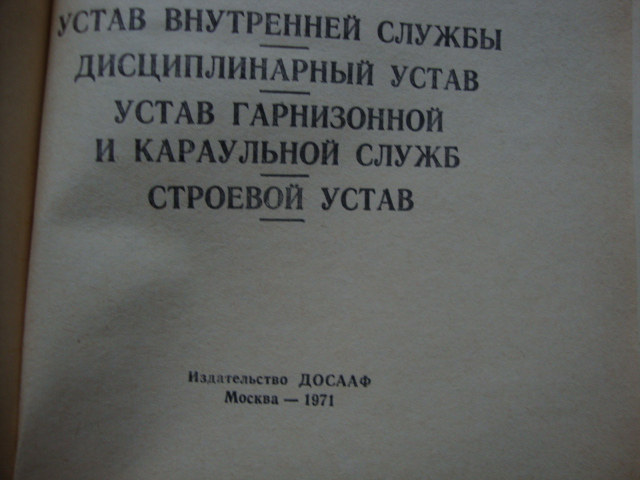 УСТАВ ВНУТРЕННЕЙ СЛУЖБЫ
ДИСЦИПЛИНАРНЫЙ УСТАВ
УСТАВ ГАРНИЗОННОЙ
И КАРАУЛЬНОЙ СЛУЖБ
СТРОЕВОЙ УСТАВ
Издательство ДОСААФ
Москва — 1971